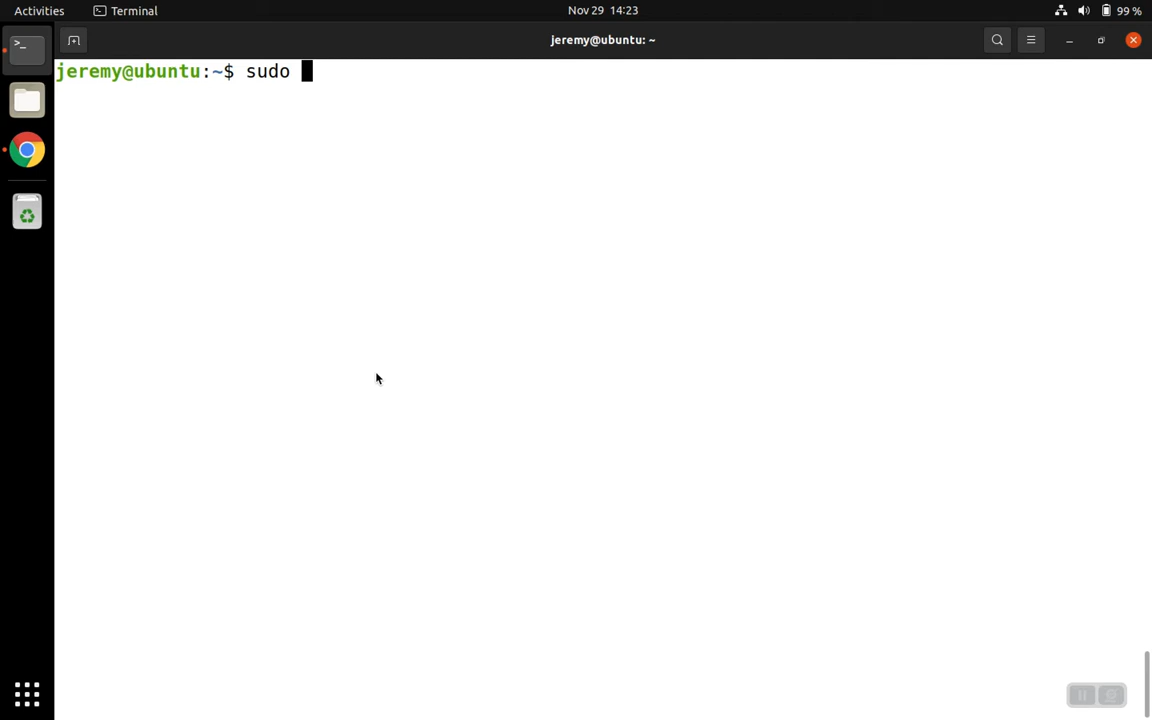 Activities
Terminal
Nov 29 14:23
99 %
jeremy@ubuntu: ~
jeremy@ubuntu:~$ sudo